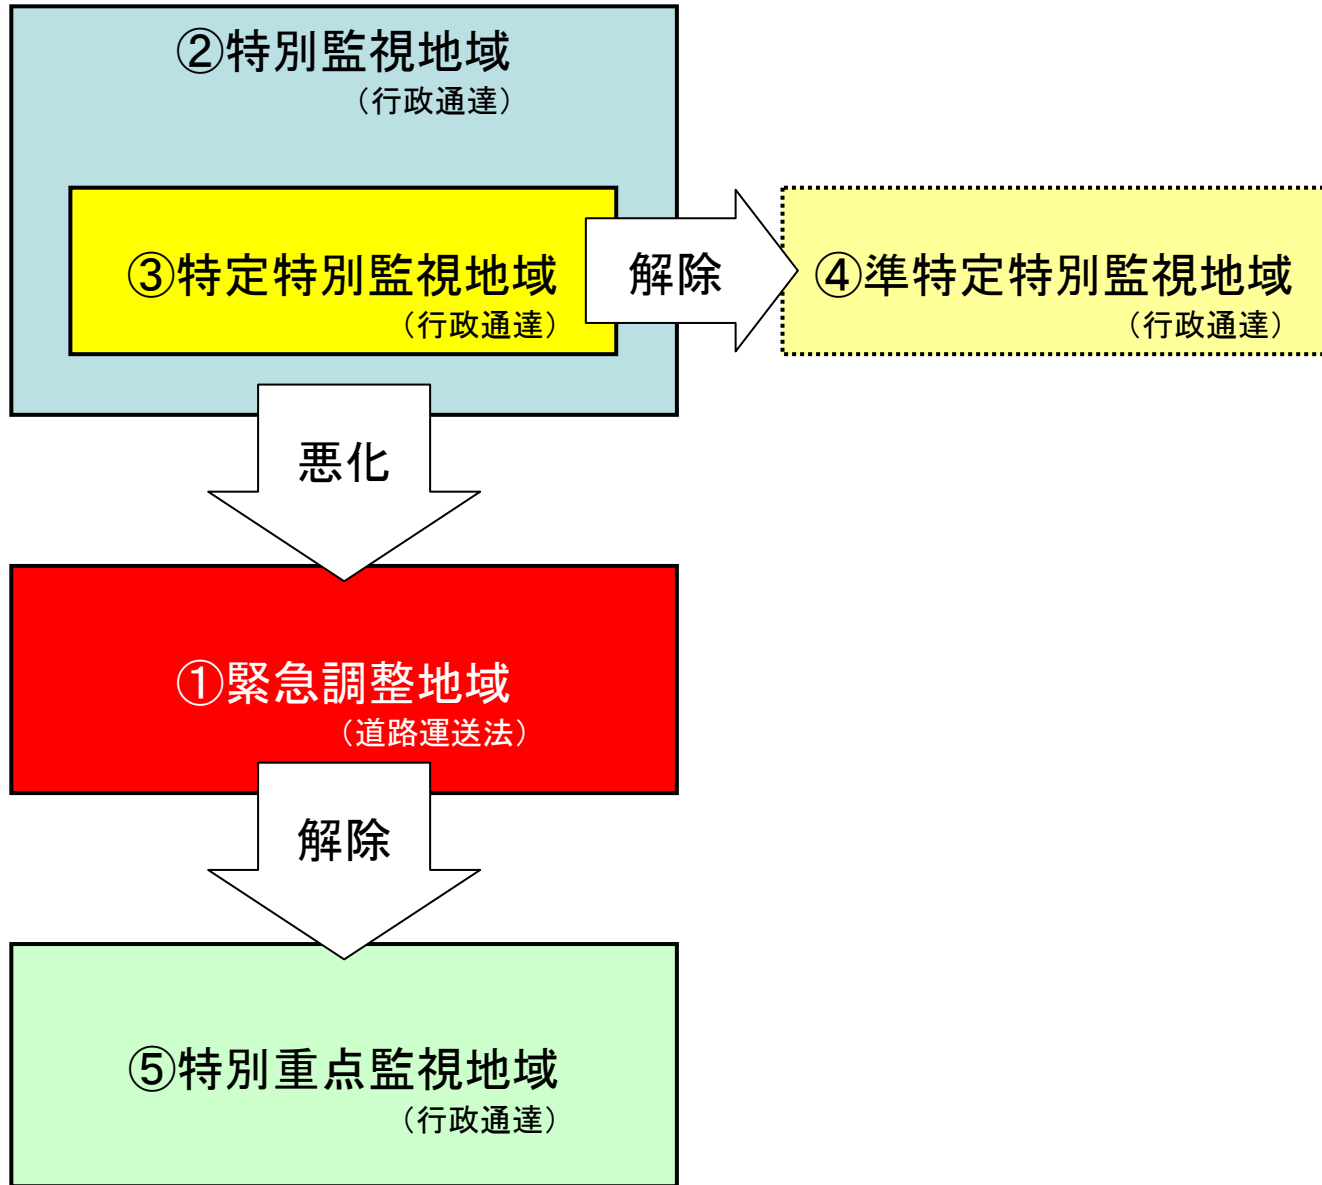 ②特別監視地域
（行政通達）
③特定特別監視地域
（行政通達）
解除
④準特定特別監視地域
（行政通達）
悪化
①緊急調整地域
（道路運送法）
解除
⑤特別重点監視地域
（行政通達）